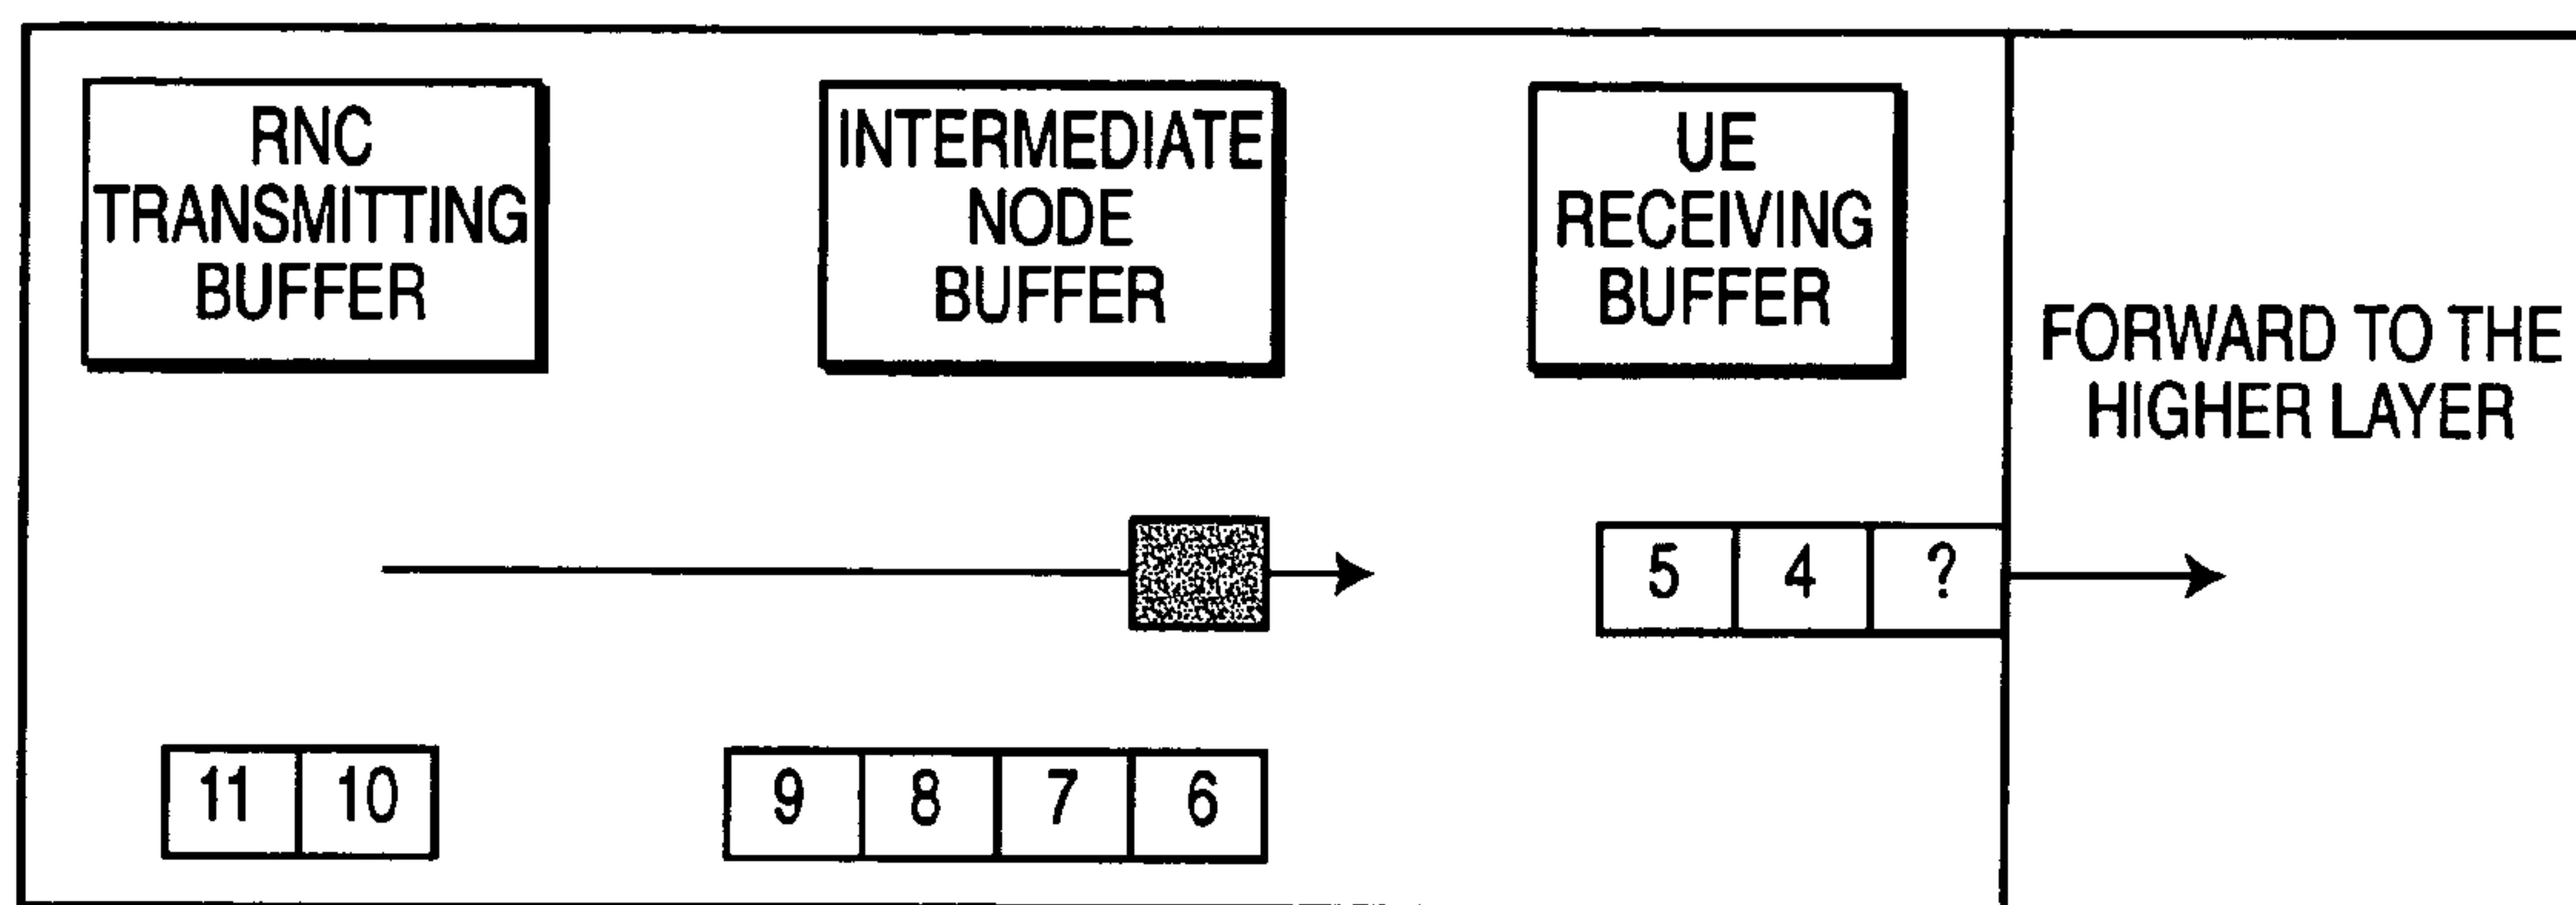 RNC
TRANSMITTING
BUFFER
INTERMEDIATE
NODE
BUFFER
UE
RECEIVING
BUFFER
FORWARD TO THE
HIGHER LAYER
5 4 ?
11 10
9 8 7 6